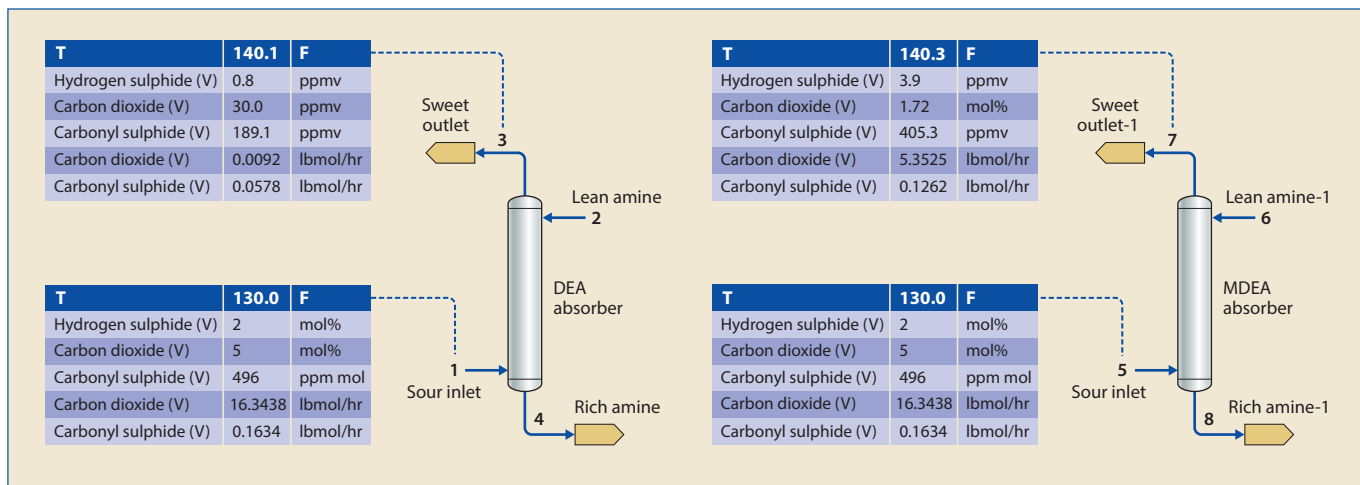 T 140.1 F
Hydrogen sulphide (V) 0.8 ppmv
Carbon dioxide (V) 30.0 ppmv
Carbonyl sulphide (V) 189.1 ppmv
Carbon dioxide (V) 0.0092 lbmol/hr
Carbonyl sulphide (V) 0.0578 lbmol/hr
Sweet
outlet
3
Lean amine
2
DEA
absorber
T 130.0 F
Hydrogen sulphide (V) 2 mol%
Carbon dioxide (V) 5 mol%
Carbonyl sulphide (V) 496 ppm mol
Carbon dioxide (V) 16.3438 lbmol/hr
Carbonyl sulphide (V) 0.1634 lbmol/hr
1
Sour inlet
4
Rich amine
T 140.3 F
Hydrogen sulphide (V) 3.9 ppmv
Carbon dioxide (V) 1.72 mol%
Carbonyl sulphide (V) 405.3 ppmv
Carbon dioxide (V) 5.3525 lbmol/hr
Carbonyl sulphide (V) 0.1262 lbmol/hr
Sweet
outlet-1
7
Lean amine-1
6
MDEA
absorber
T 130.0 F
Hydrogen sulphide (V) 2 mol%
Carbon dioxide (V) 5 mol%
Carbonyl sulphide (V) 496 ppm mol
Carbon dioxide (V) 16.3438 lbmol/hr
Carbonyl sulphide (V) 0.1634 lbmol/hr
5
Sour inlet
8
Rich amine-1